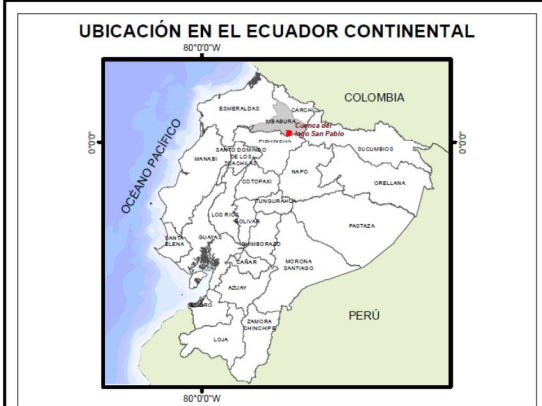 UBICACIÓN EN EL ECUADOR CONTINENTAL
80°0'0"W
COLOMBIA
ESMERALDAS
CARCHI
IMBABURA
Cuenca del
lago San Pablo
0°0'0"
0°0'0"
PICHINCHA
OCÉANO PACÍFICO
SANTO DOMINGO
DE LOS
TSACHILAS
SUCUMBIOS
MANABI
NAPO
COTOPAXI
ORELLANA
TUNGURAHUA
LOS RIOS
BOLIVAR
PASTAZA
SANTA
ELENA
GUAYAS
CHIMBORAZO
MORONA
SANTIAGO
CAÑAR
AZUAY
PERÚ
EL ORO
ZAMORA
CHINCHIPE
LOJA
80°0'0"W